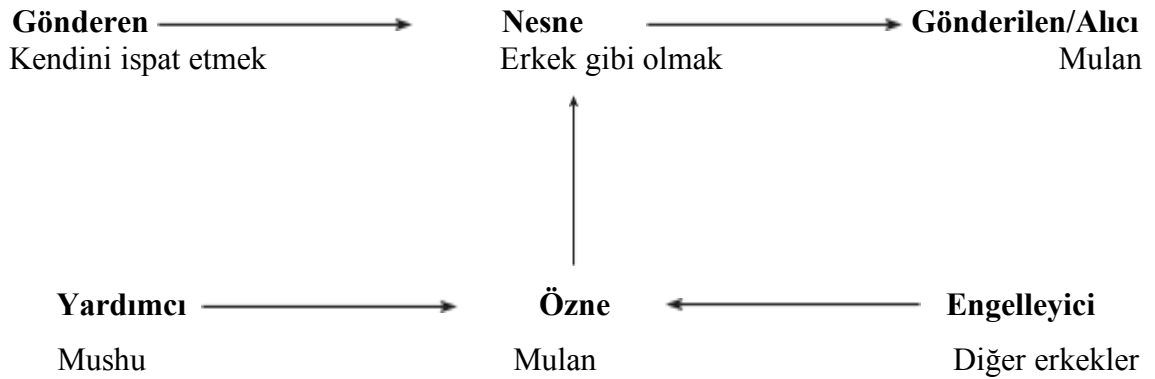 Gönderen Nesne Gönderilen/Alıcı
Kendini ispat etmek Erkek gibi olmak Mulan
Yardımcı Özne Engelleyici
Mushu Mulan Diğer erkekler